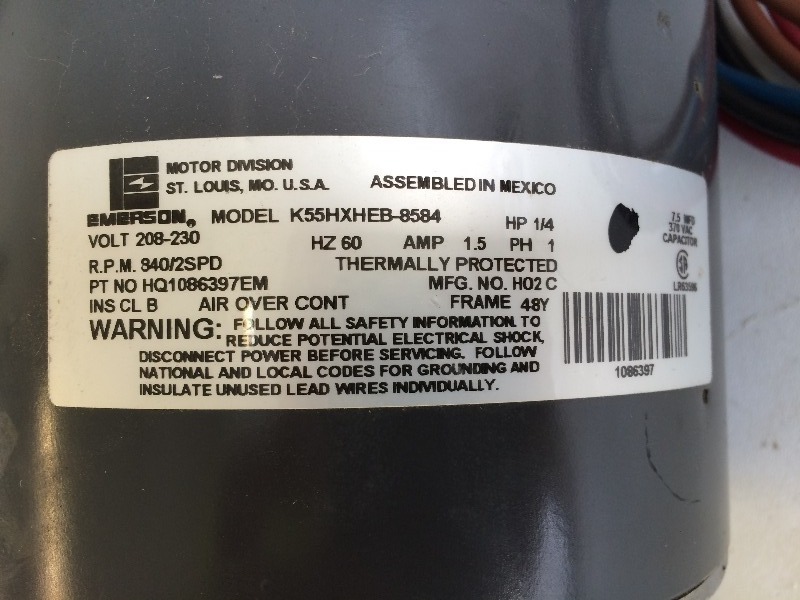 MOTOR DIVISION
ST. LOUIS, MO. U.S.A. ASSEMBLED IN MEXICO
EMERSON® MODEL K55HXHEB-8584 HP 1/4
VOLT 208-230 HZ 60 AMP 1.5 PH 1
R.P.M. 840/2SPD THERMALLY PROTECTED
PT NO HQ1086397EM MFG. NO. H02 C
INS CL B AIR OVER CONT FRAME 48Y
WARNING: FOLLOW ALL SAFETY INFORMATION TO
REDUCE POTENTIAL ELECTRICAL SHOCK,
DISCONNECT POWER BEFORE SERVICING. FOLLOW
NATIONAL AND LOCAL CODES FOR GROUNDING AND
INSULATE UNUSED LEAD WIRES INDIVIDUALLY.
7.5 MFD
370 VAC
CAPACITOR
1086397